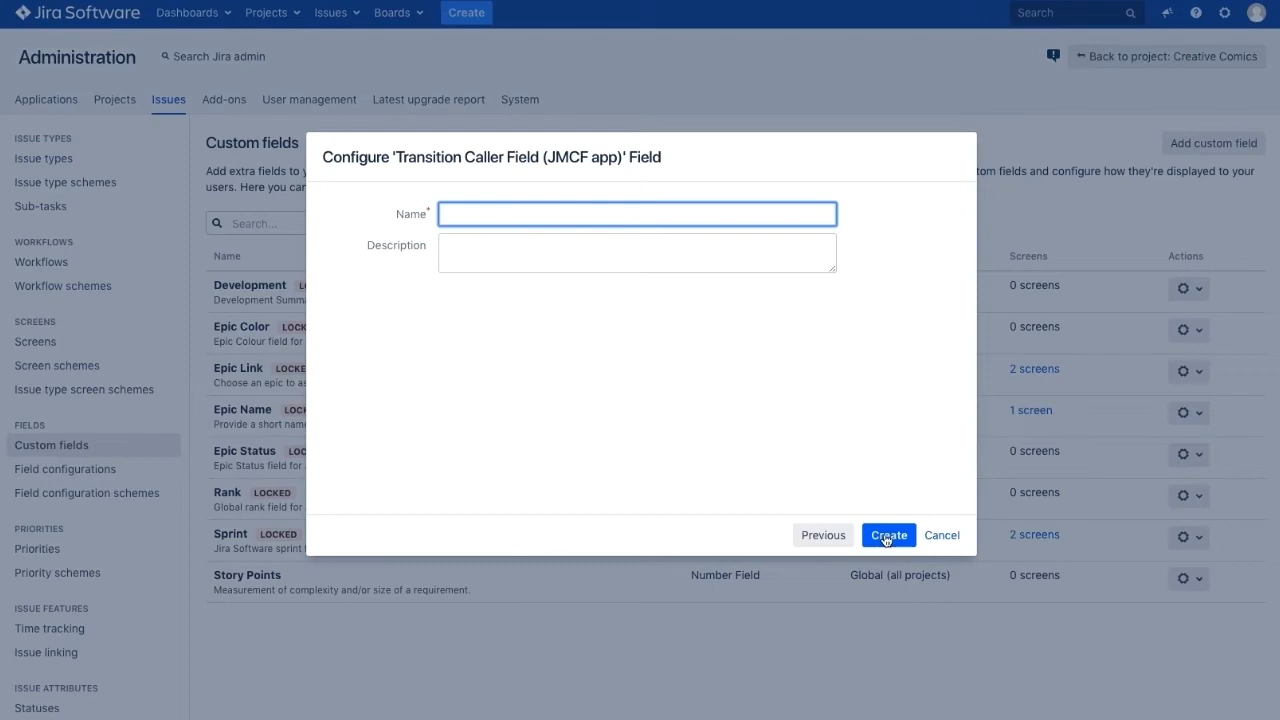 Jira Software Dashboards Projects Issues Boards Create Search
Administration Search Jira admin Back to project: Creative Comics
Applications Projects Issues Add-ons User management Latest upgrade report System
ISSUE TYPES
Issue types
Issue type schemes
Sub-tasks
WORKFLOWS
Workflows
Workflow schemes
SCREENS
Screens
Screen schemes
Issue type screen schemes
FIELDS
Custom fields
Field configurations
Field configuration schemes
PRIORITIES
Priorities
Priority schemes
ISSUE FEATURES
Time tracking
Issue linking
ISSUE ATTRIBUTES
Statuses
Custom fields Add custom field
Add extra fields to
fields and configure how they're displayed to your
users. Here you can
Search...
Name Screens Actions
Development
0 screens
Development
Epic Color
0 screens
Epic Colour field for
Epic Link
2 screens
Choose an epic to
Epic Name
1 screen
Provide a short
Epic Status
0 screens
Epic Status field for
Rank LOCKED 0 screens
Global rank field for
Sprint LOCKED 2 screens
Jira Software sprint
Story Points Number Field Global (all projects) 0 screens
Measurement of complexity and/or size of a requirement.
Configure 'Transition Caller Field (JMCF app)' Field
Name*
Description
Previous Create Cancel